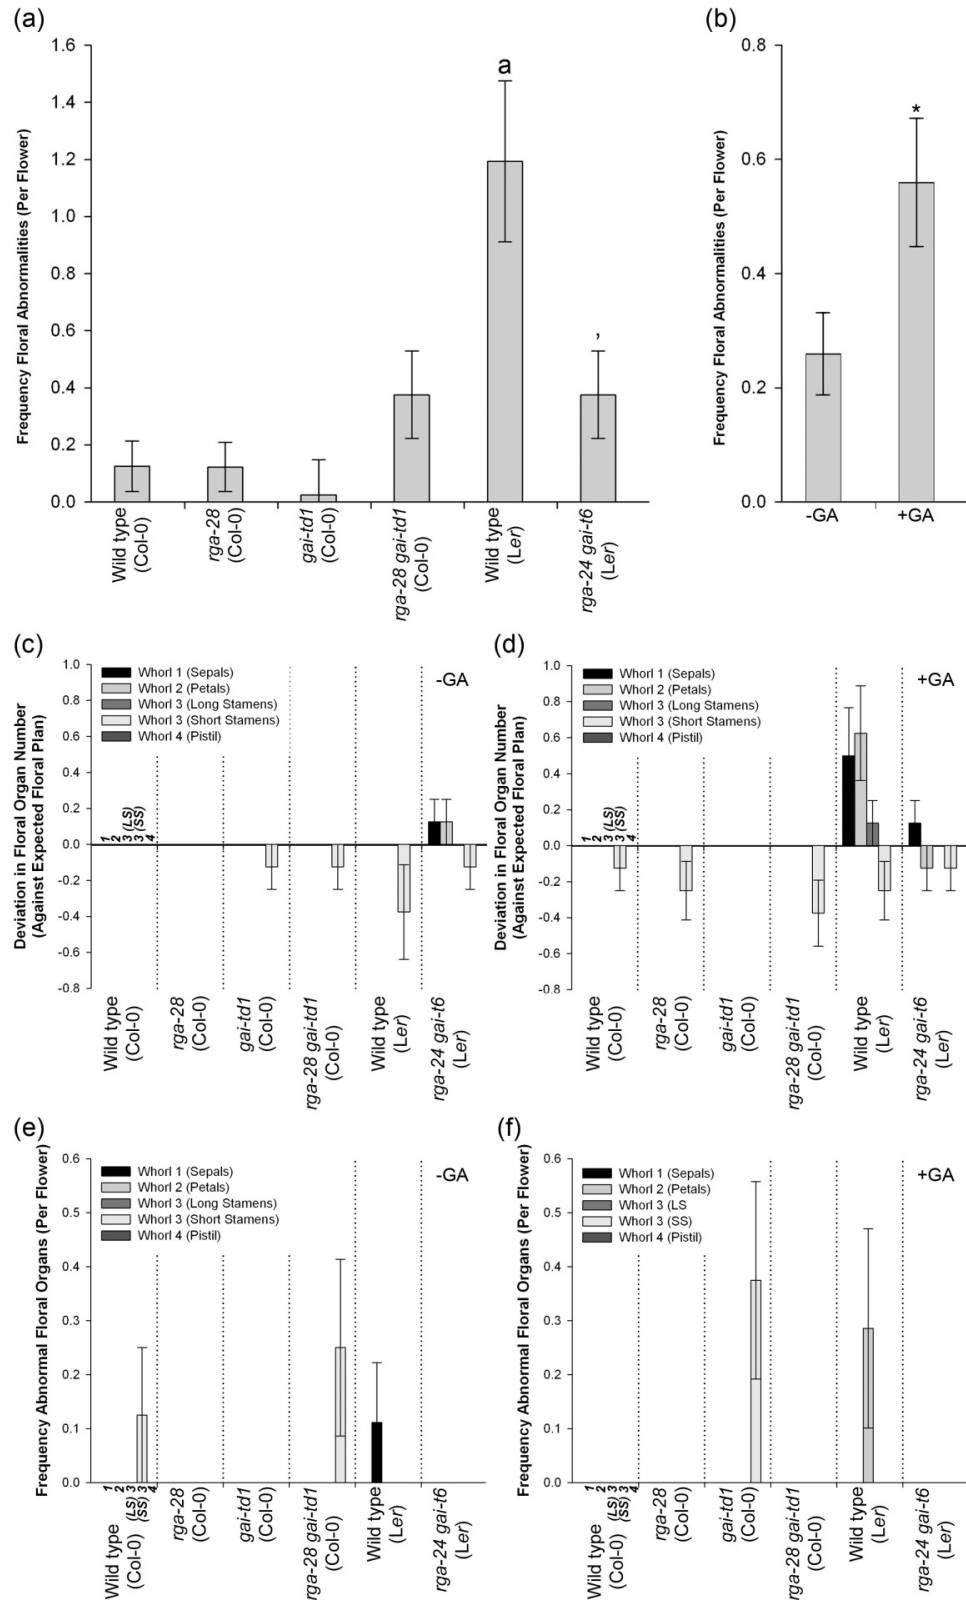 (a)
Frequency Floral Abnormalities (Per Flower)
1.6
1.4
1.2
1.0
0.8
0.6
0.4
0.2
0.0
a
,
Wild type
(Col-0)
rga-28
(Col-0)
gai-td1
(Col-0)
rga-28 gai-td1
(Col-0)
Wild type
(Ler)
rga-24 gai-t6
(Ler)
(b)
Frequency Floral Abnormalities (Per Flower)
0.8
0.6
0.4
0.2
0.0
*
-GA
+GA
(c)
Deviation in Floral Organ Number
(Against Expected Floral Plan)
1.0
0.8
0.6
0.4
0.2
0.0
-0.2
-0.4
-0.6
-0.8
Whorl 1 (Sepals)
Whorl 2 (Petals)
Whorl 3 (Long Stamens)
Whorl 3 (Short Stamens)
Whorl 4 (Pistil)
-GA
1
2
3 (LS)
3 (SS)
4
Wild type
(Col-0)
rga-28
(Col-0)
gai-td1
(Col-0)
rga-28 gai-td1
(Col-0)
Wild type
(Ler)
rga-24 gai-t6
(Ler)
(d)
Deviation in Floral Organ Number
(Against Expected Floral Plan)
1.0
0.8
0.6
0.4
0.2
0.0
-0.2
-0.4
-0.6
-0.8
Whorl 1 (Sepals)
Whorl 2 (Petals)
Whorl 3 (Long Stamens)
Whorl 3 (Short Stamens)
Whorl 4 (Pistil)
+GA
1
2
3 (LS)
3 (SS)
4
Wild type
(Col-0)
rga-28
(Col-0)
gai-td1
(Col-0)
rga-28 gai-td1
(Col-0)
Wild type
(Ler)
rga-24 gai-t6
(Ler)
(e)
Frequency Abnormal Floral Organs (Per Flower)
0.6
0.5
0.4
0.3
0.2
0.1
0.0
Whorl 1 (Sepals)
Whorl 2 (Petals)
Whorl 3 (Long Stamens)
Whorl 3 (Short Stamens)
Whorl 4 (Pistil)
-GA
1
2
3 (LS)
3 (SS)
4
Wild type
(Col-0)
rga-28
(Col-0)
gai-td1
(Col-0)
rga-28 gai-td1
(Col-0)
Wild type
(Ler)
rga-24 gai-t6
(Ler)
(f)
Frequency Abnormal Floral Organs (Per Flower)
0.6
0.5
0.4
0.3
0.2
0.1
0.0
Whorl 1 (Sepals)
Whorl 2 (Petals)
Whorl 3 (LS)
Whorl 3 (SS)
Whorl 4 (Pistil)
+GA
1
2
3 (LS)
3 (SS)
4
Wild type
(Col-0)
rga-28
(Col-0)
gai-td1
(Col-0)
rga-28 gai-td1
(Col-0)
Wild type
(Ler)
rga-24 gai-t6
(Ler)